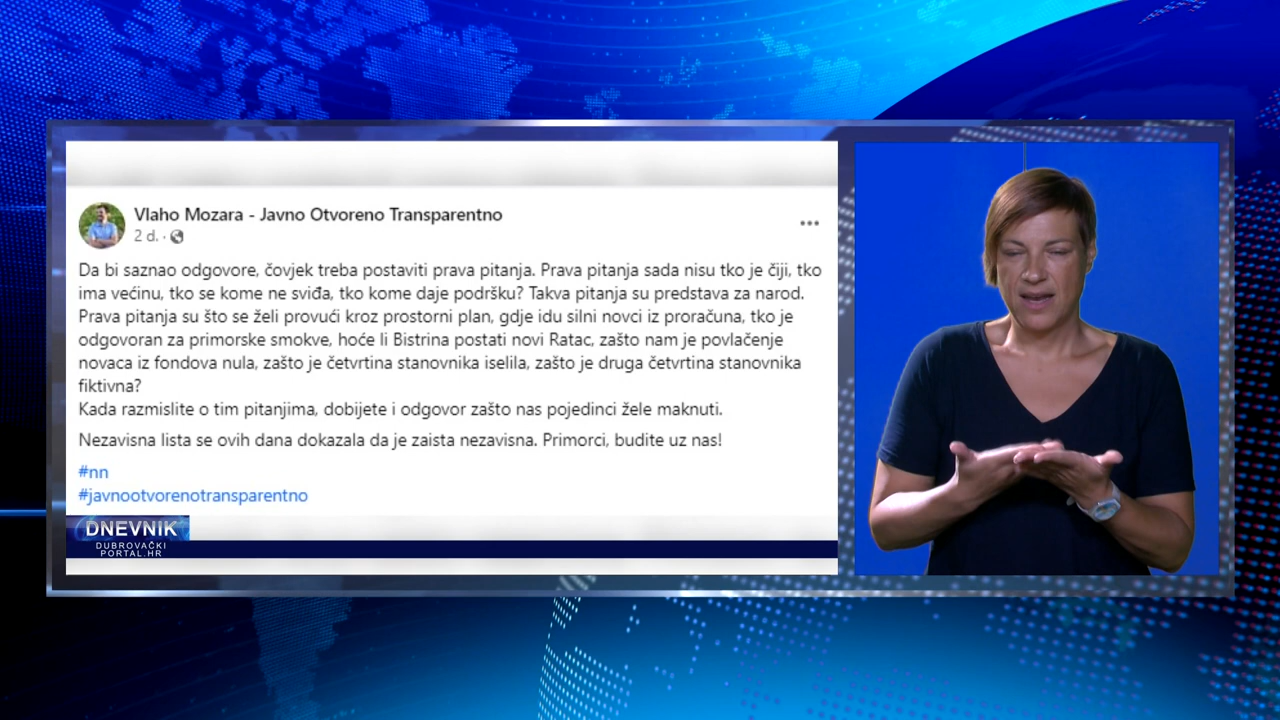 Vlaho Mozara - Javno Otvoreno Transparentno
2 d. ·
Da bi saznao odgovore, čovjek treba postaviti prava pitanja. Prava pitanja sada nisu tko je čiji, tko
ima većinu, tko se kome ne sviđa, tko kome daje podršku? Takva pitanja su predstava za narod.
Prava pitanja su što se želi provući kroz prostorni plan, gdje idu silni novci iz proračuna, tko je
odgovoran za primorske smokve, hoće li Bistrina postati novi Ratac, zašto nam je povlačenje
novaca iz fondova nula, zašto je četvrtina stanovnika iselila, zašto je druga četvrtina stanovnika
fiktivna?
Kada razmislite o tim pitanjima, dobijete i odgovor zašto nas pojedinci žele maknuti.
Nezavisna lista se ovih dana dokazala da je zaista nezavisna. Primorci, budite uz nas!
#nn
#javnootvorenotransparentno
DNEVNIK
DUBROVAČKI
PORTAL.HR